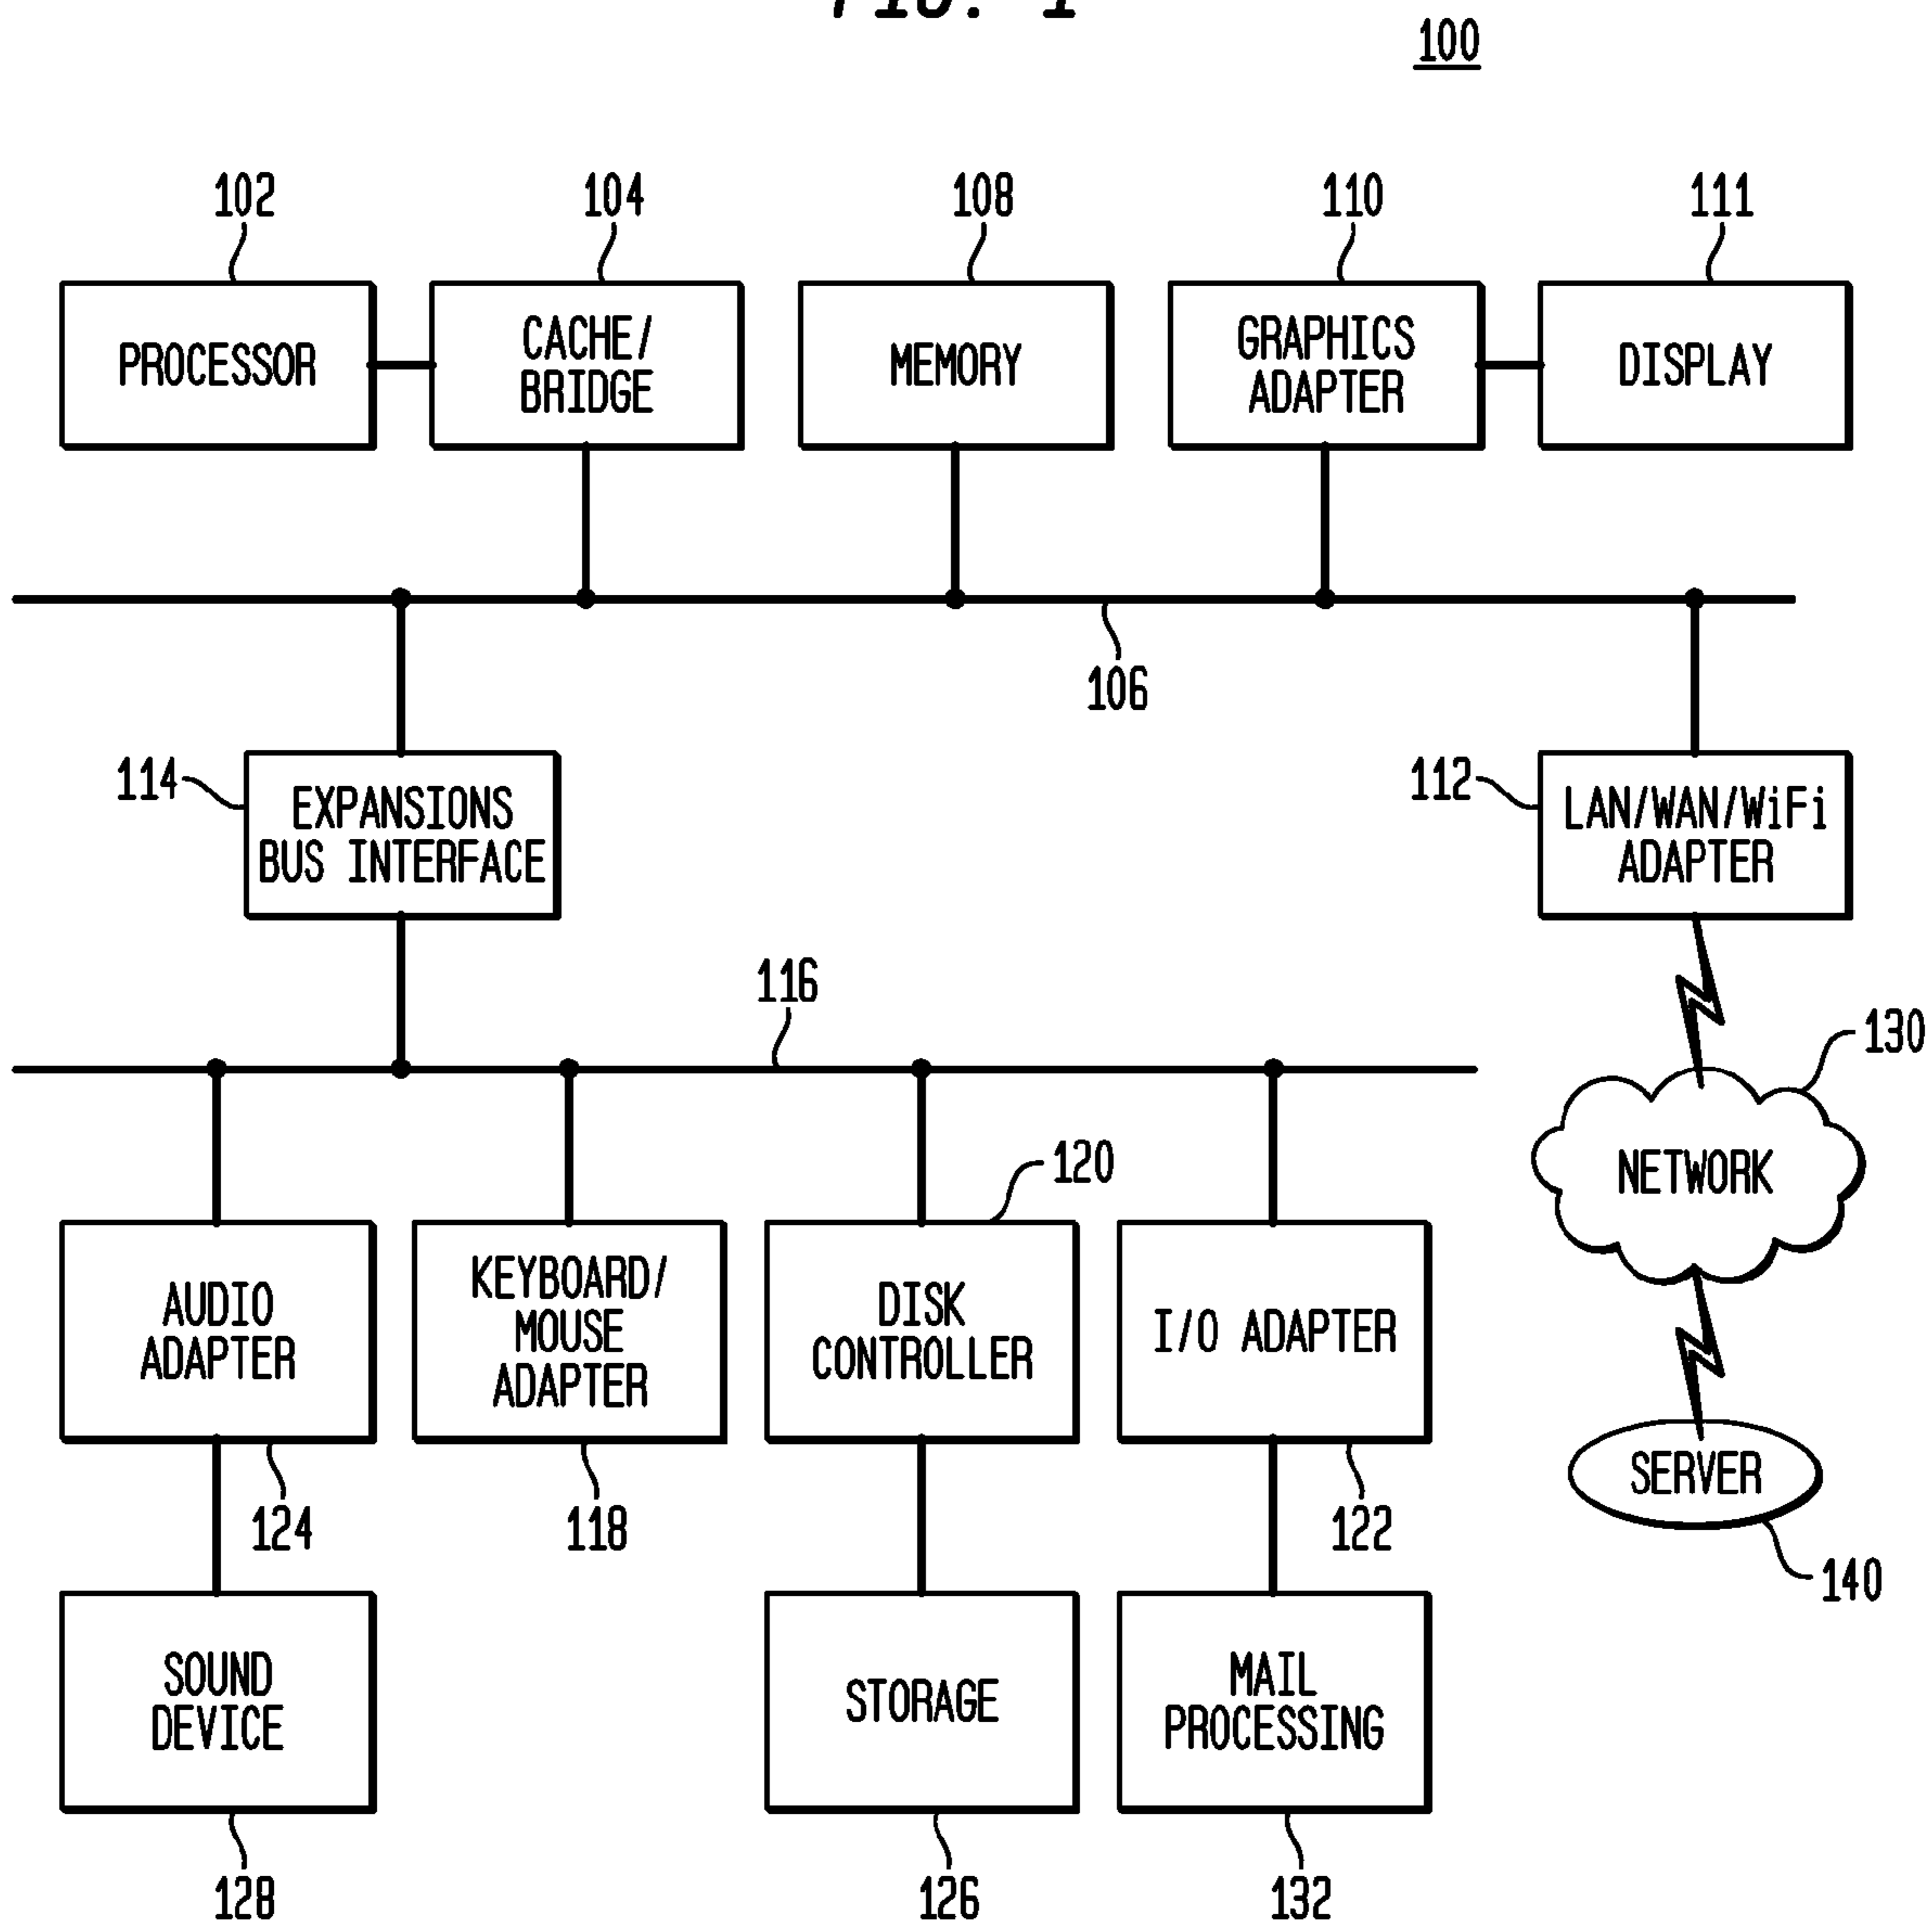 FIG. 1
100
102
104
108
110
111
PROCESSOR
CACHE/
BRIDGE
MEMORY
GRAPHICS
ADAPTER
DISPLAY
106
114
EXPANSIONS
BUS INTERFACE
112
LAN/WAN/WiFi
ADAPTER
116
130
NETWORK
120
AUDIO
ADAPTER
KEYBOARD/
MOUSE
ADAPTER
DISK
CONTROLLER
I/O ADAPTER
SERVER
124
118
122
140
SOUND
DEVICE
STORAGE
MAIL
PROCESSING
128
126
132